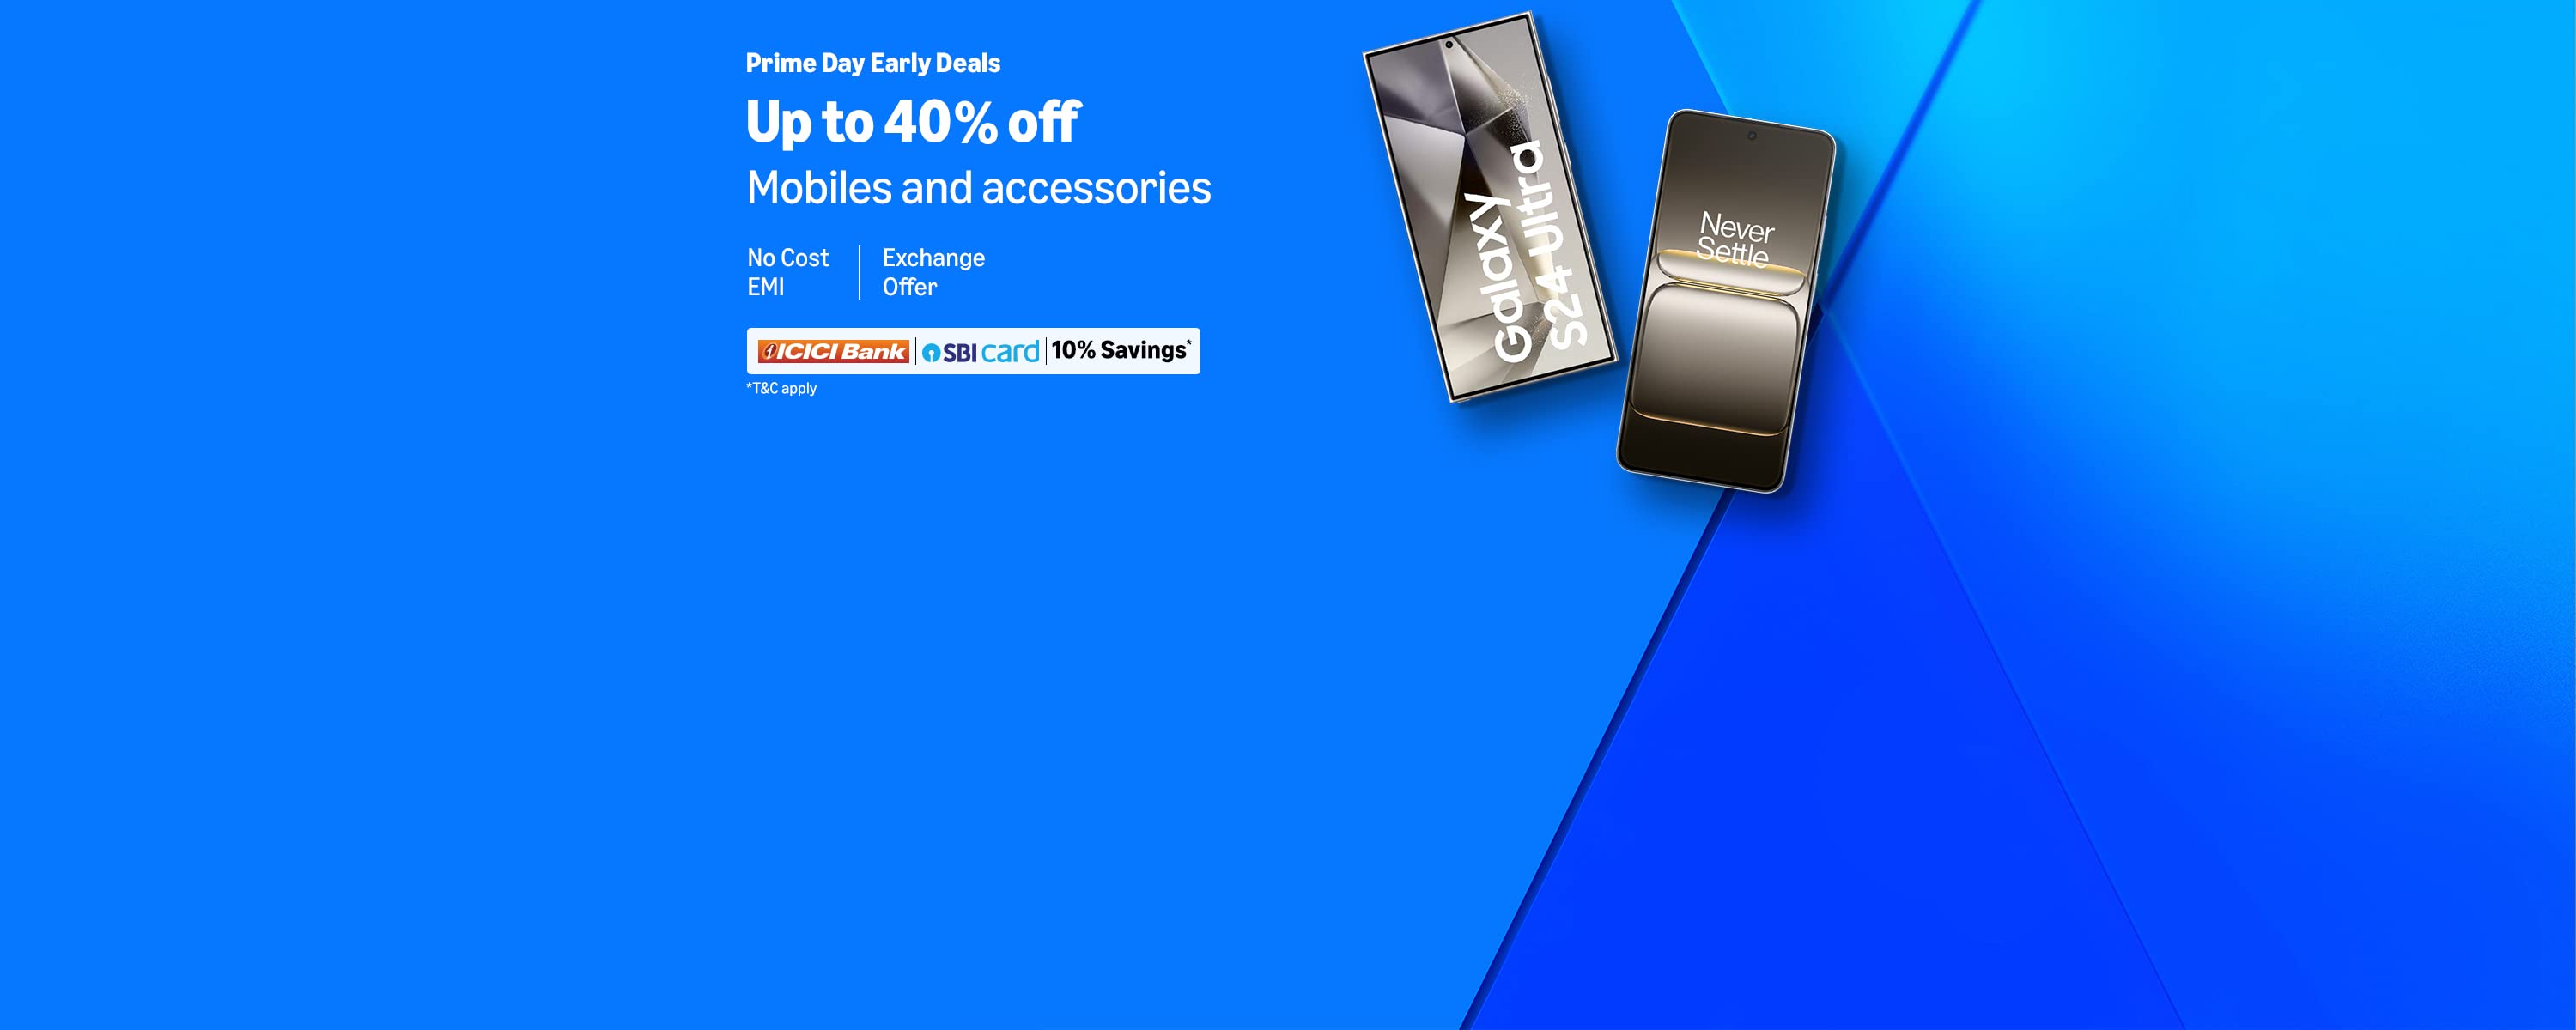 Prime Day Early Deals
Up to 40% off
Mobiles and accessories
No Cost
EMI
Exchange
Offer
ICICI Bank SBI card 10% Savings*
*T&C apply
Galaxy
S24 Ultra
Never
Settle